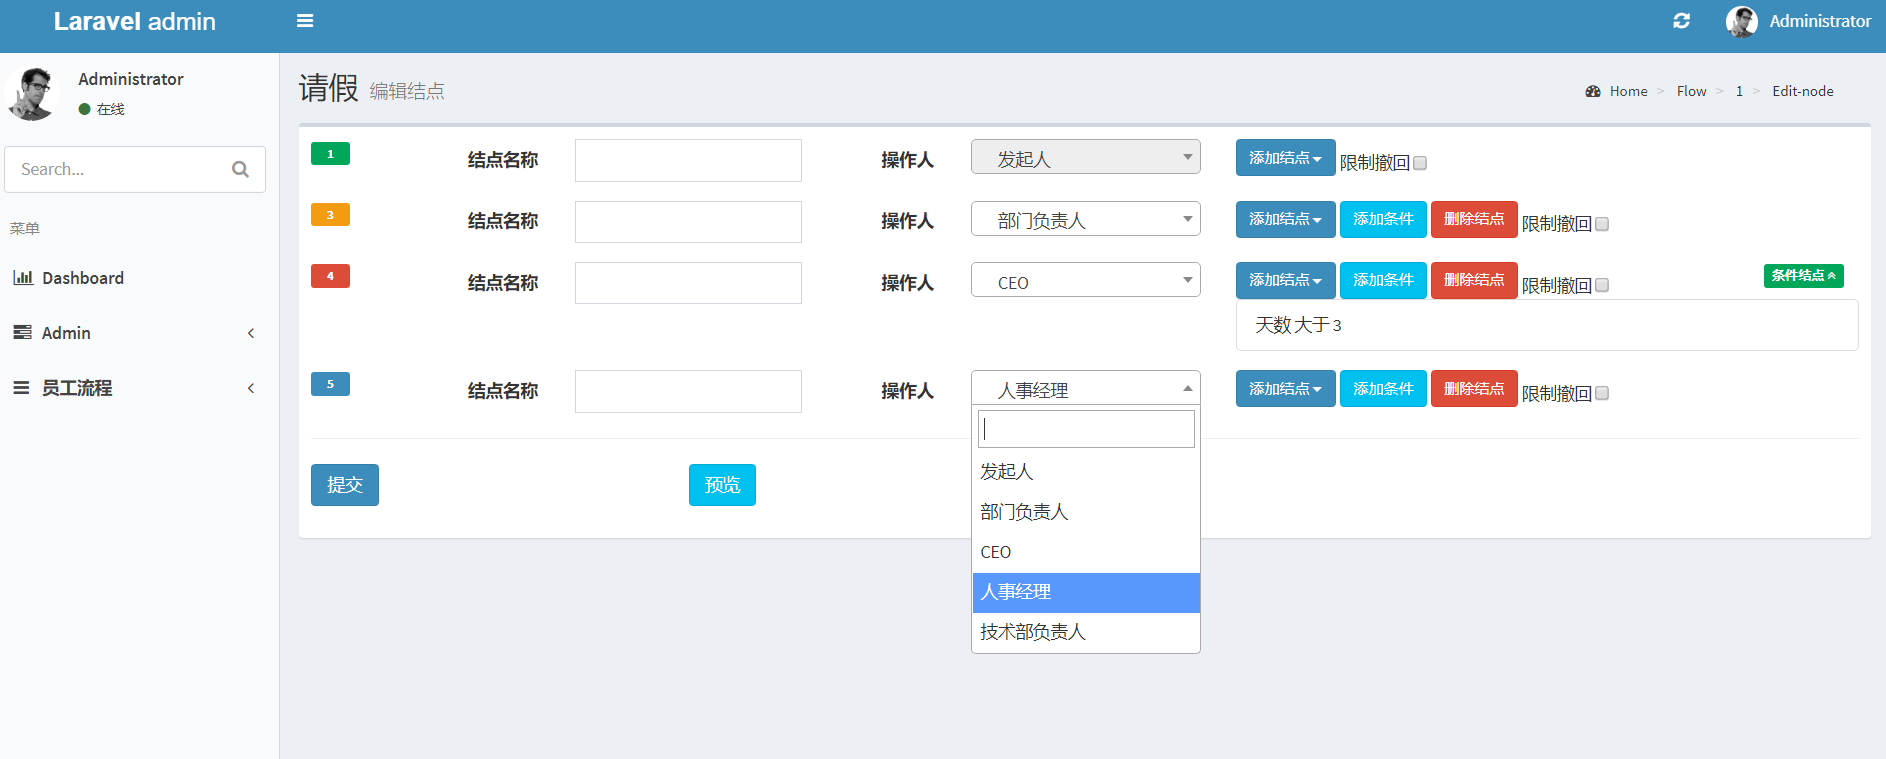 Laravel admin
Administrator
Administrator
在线
Search...
菜单
Dashboard
Admin
员工流程
请假 编辑结点
Home > Flow > 1 > Edit-node
1 结点名称 操作人 发起人 添加结点 限制撤回
3 结点名称 操作人 部门负责人 添加结点 添加条件 删除结点 限制撤回
4 结点名称 操作人 CEO 添加结点 添加条件 删除结点 限制撤回 条件结点
天数 大于 3
5 结点名称 操作人 人事经理 添加结点 添加条件 删除结点 限制撤回
发起人
部门负责人
CEO
人事经理
技术部负责人
提交 预览